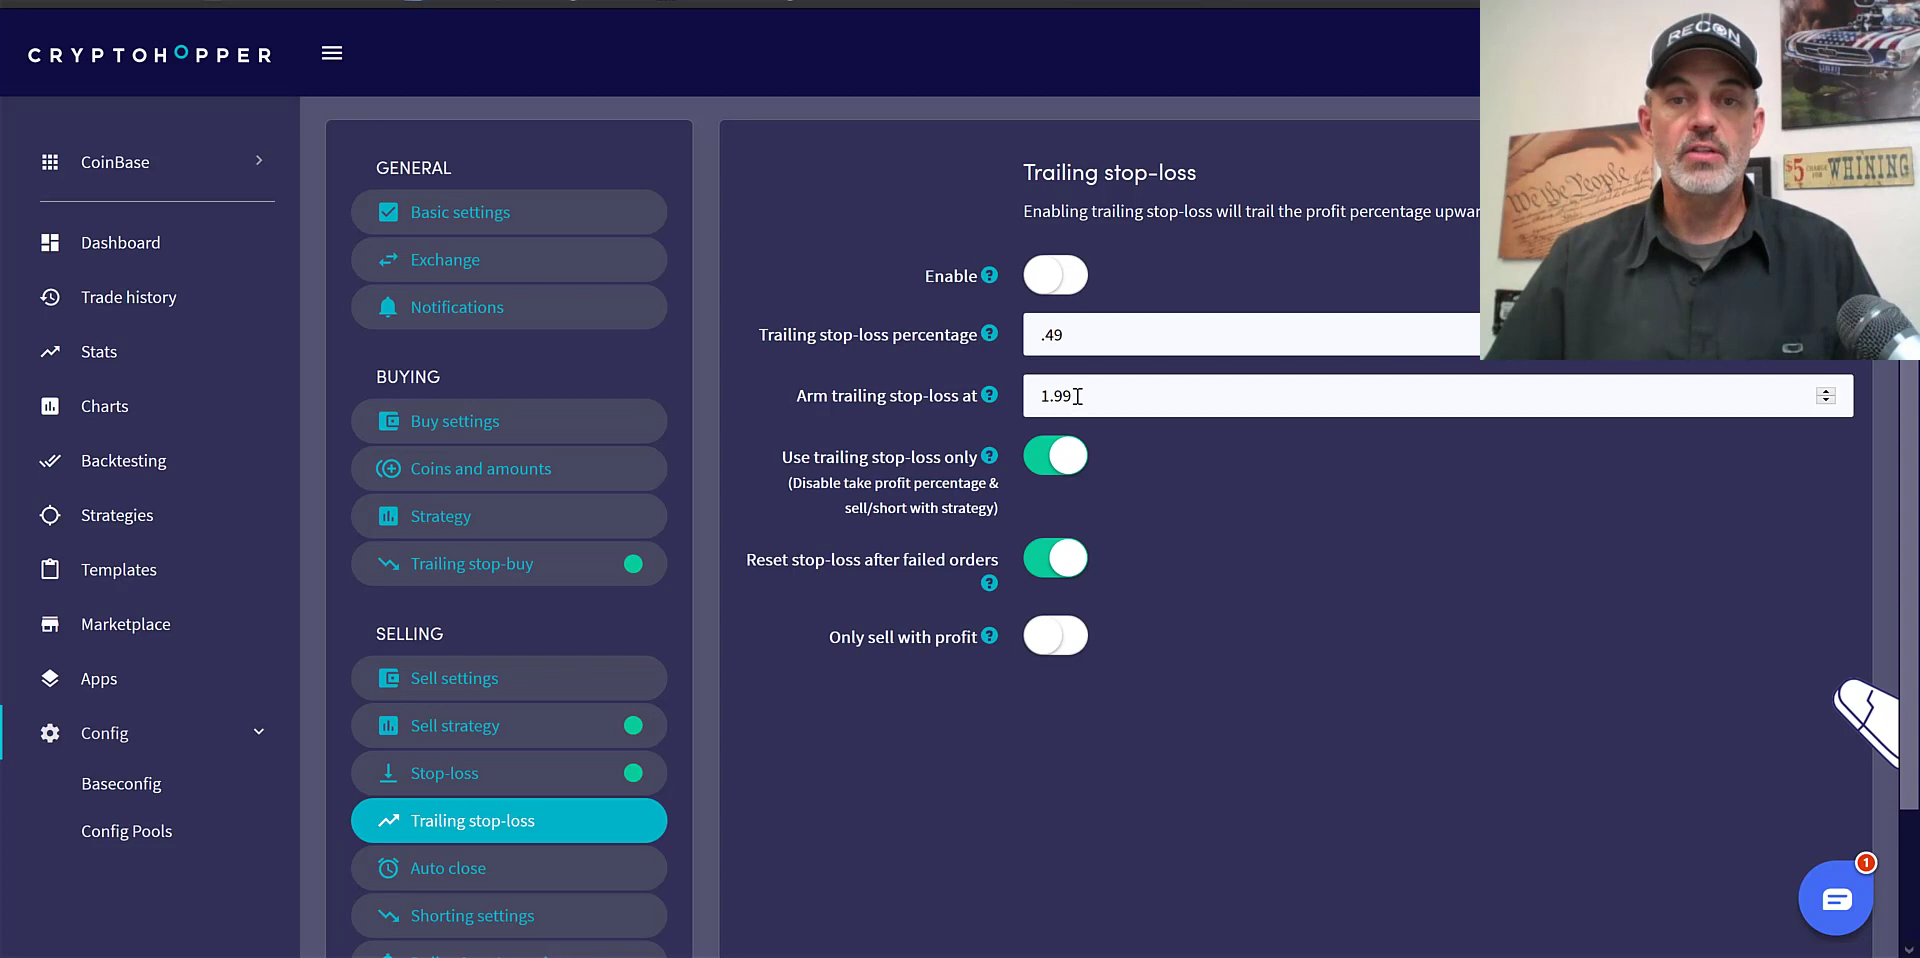 CRYPTOHOPPER
CoinBase
Dashboard
Trade history
Stats
Charts
Backtesting
Strategies
Templates
Marketplace
Apps
Config
Baseconfig
Config Pools
GENERAL
Basic settings
Exchange
Notifications
BUYING
Buy settings
Coins and amounts
Strategy
Trailing stop-buy
SELLING
Sell settings
Sell strategy
Stop-loss
Trailing stop-loss
Auto close
Shorting settings
Trailing stop-loss
Enabling trailing stop-loss will trail the profit percentage upwar
Enable ?
Trailing stop-loss percentage ?
.49
Arm trailing stop-loss at ?
1.99
Use trailing stop-loss only ?
(Disable take profit percentage &
sell/short with strategy)
Reset stop-loss after failed orders
?
Only sell with profit ?
RECON
We the People
$5 CHARGE
FOR
WHINING
1